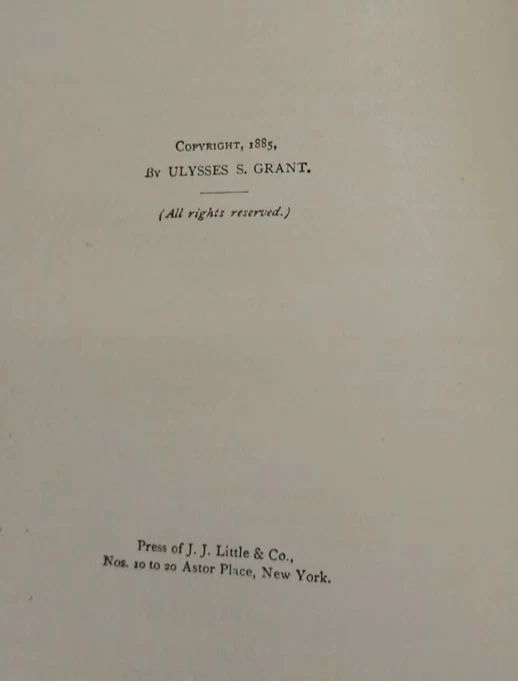 COPYRIGHT, 1885,
BY ULYSSES S. GRANT.
(All rights reserved.)
Press of J. J. Little & Co.,
Nos. 10 to 20 Astor Place, New York.